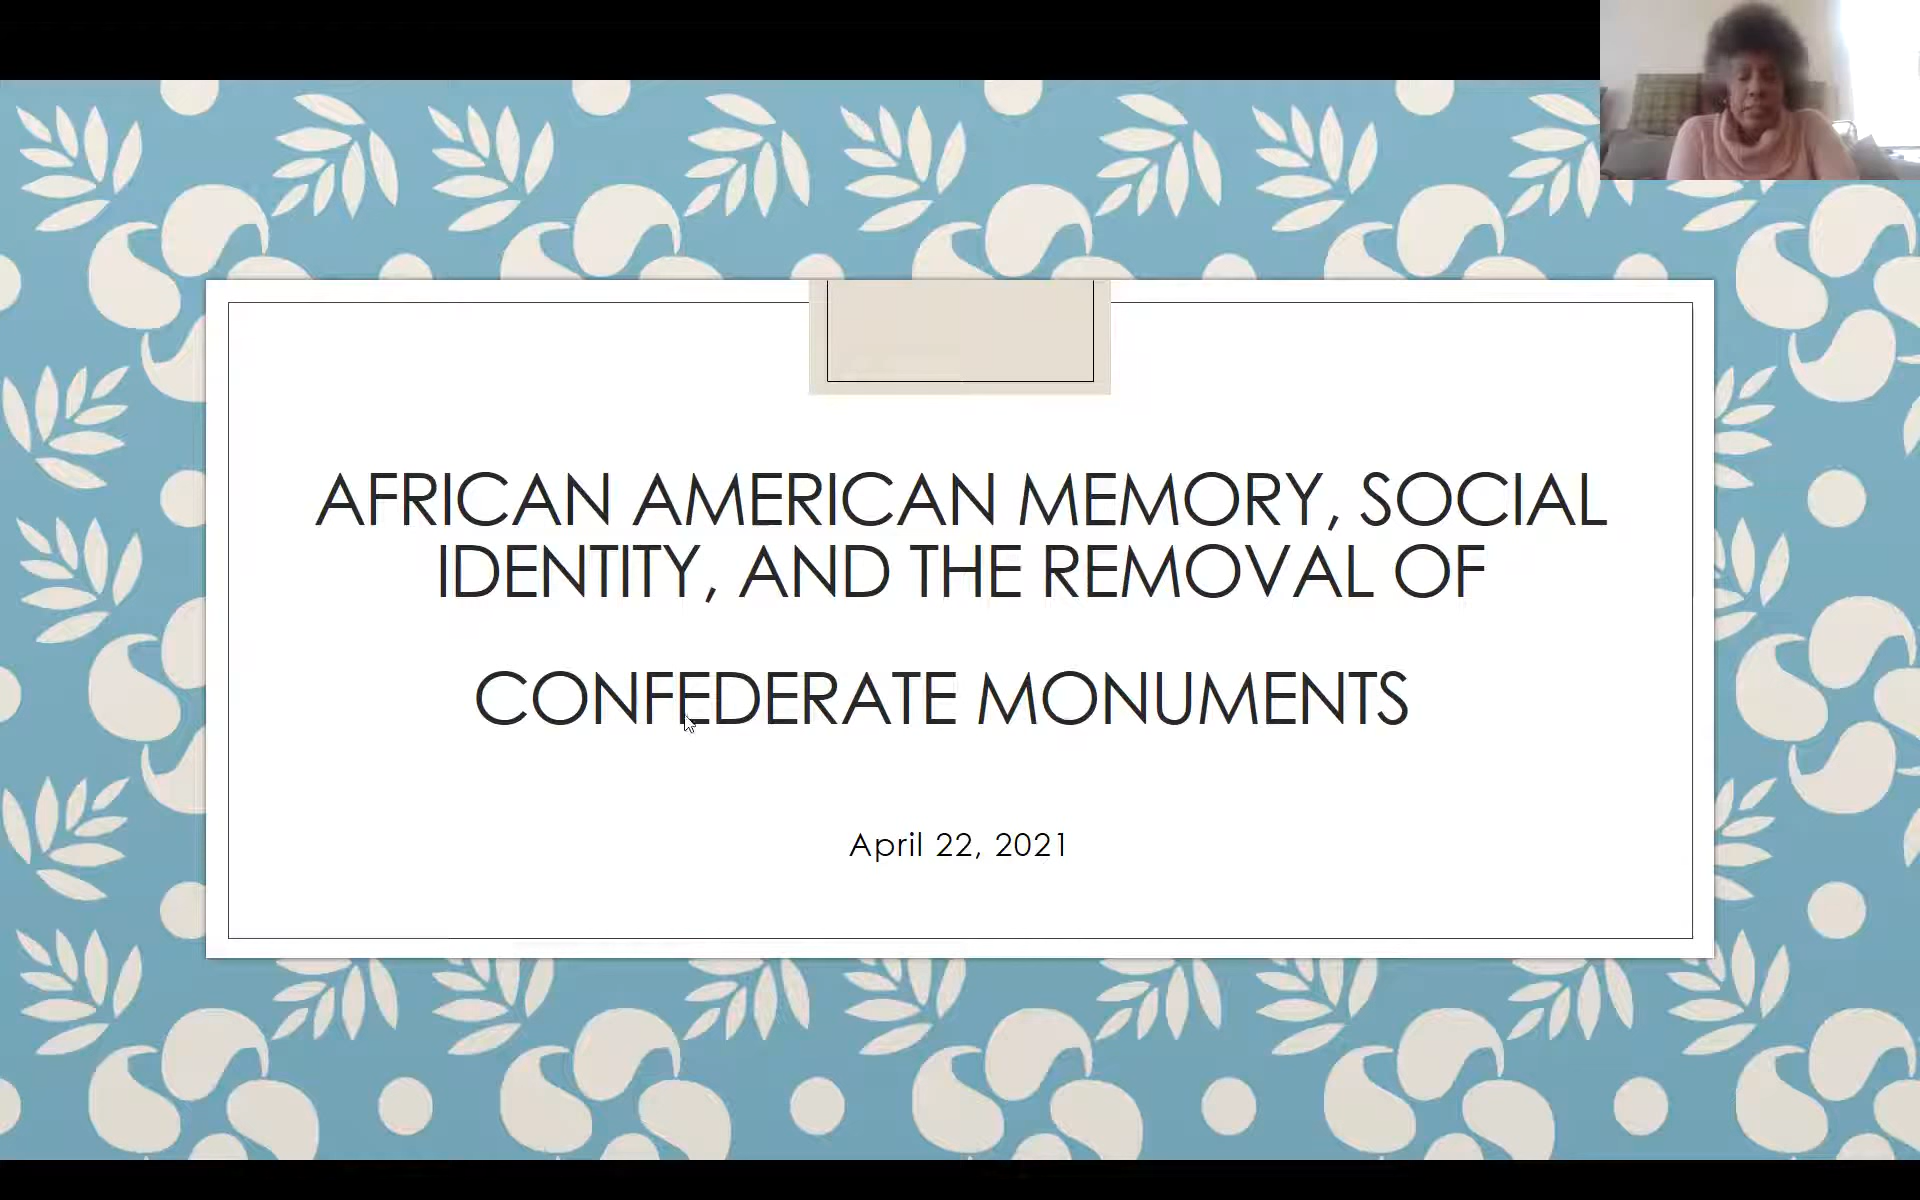 AFRICAN AMERICAN MEMORY, SOCIAL
IDENTITY, AND THE REMOVAL OF
CONFEDERATE MONUMENTS
April 22, 2021